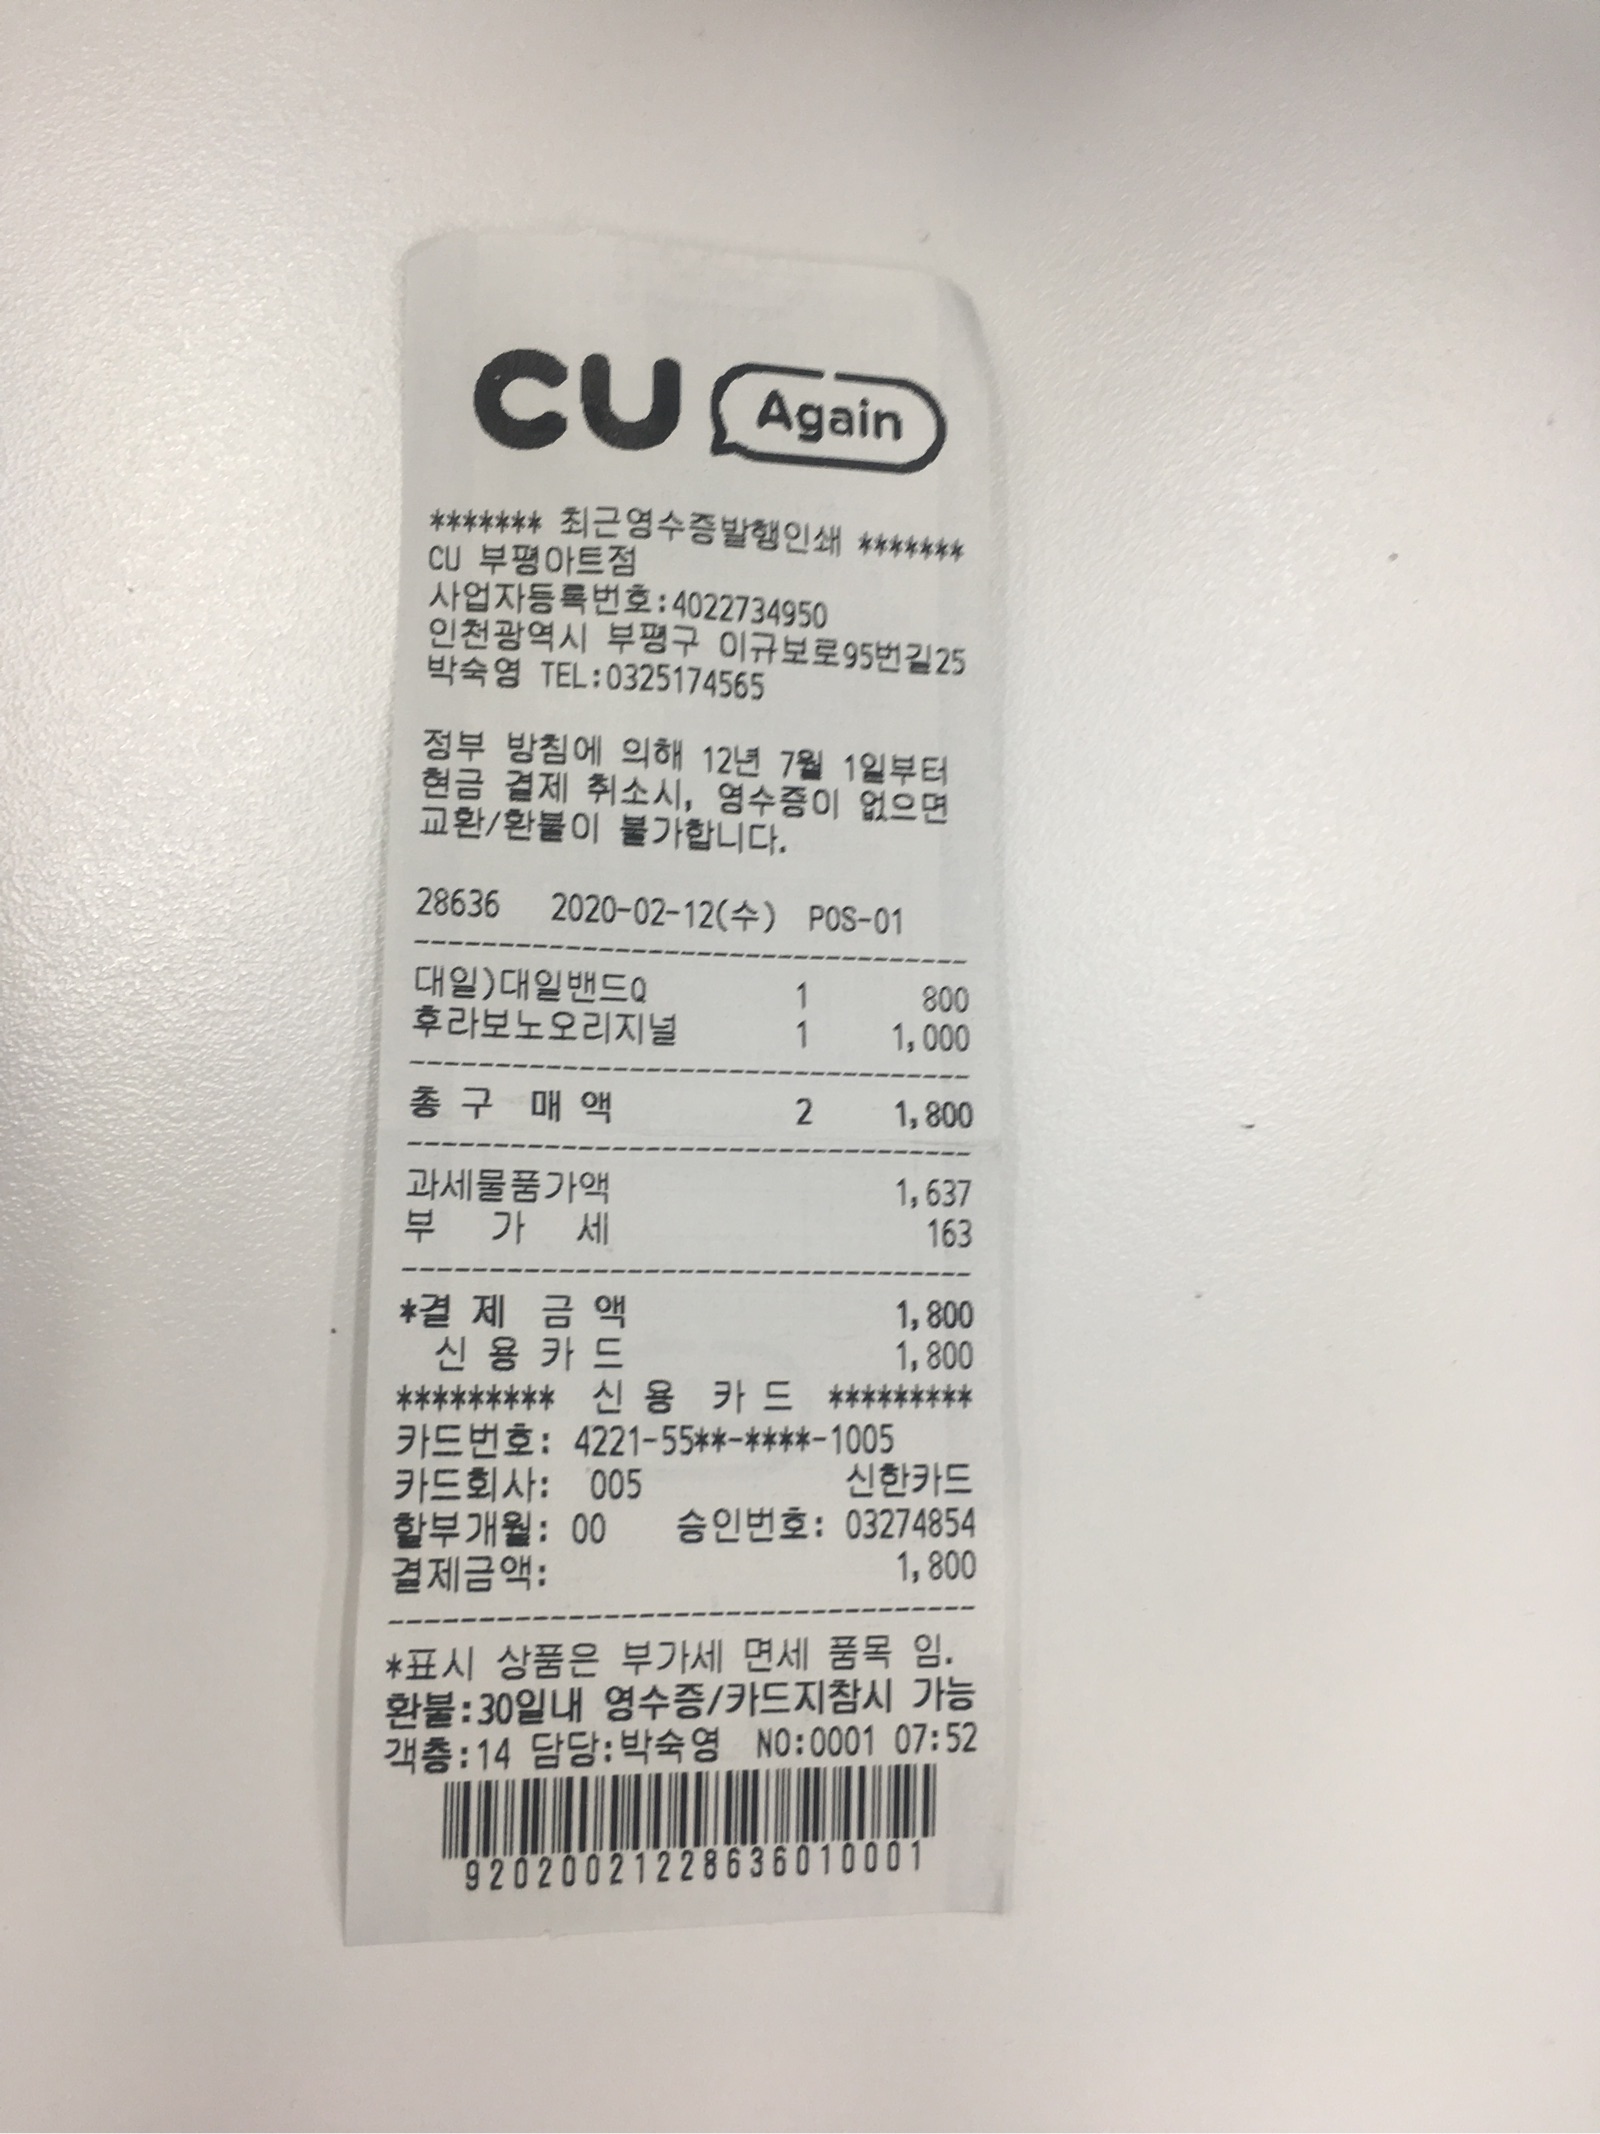 CU Again
******* 최근영수증발행인쇄 *******
CU 부평아트점
사업자등록번호:4022734950
인천광역시 부평구 이규보로95번길25
박숙영 TEL:0325174565
정부 방침에 의해 12년 7월 1일부터
현금 결제 취소시, 영수증이 없으면
교환/환불이 불가합니다.
28636 2020-02-12(수) POS-01
대일)대일밴드Q 1 800
후라보노오리지널 1 1,000
총 구 매 액 2 1,800
과세물품가액 1,637
부 가 세 163
*결 제 금 액 1,800
신 용 카 드 1,800
********* 신 용 카 드 *********
카드번호: 4221-55**-****-1005
카드회사: 005 신한카드
할부개월: 00 승인번호: 03274854
결제금액: 1,800
*표시 상품은 부가세 면세 품목 임.
환불:30일내 영수증/카드지참시 가능
객층:14 담당:박숙영 NO:0001 07:52
92020021228636010001